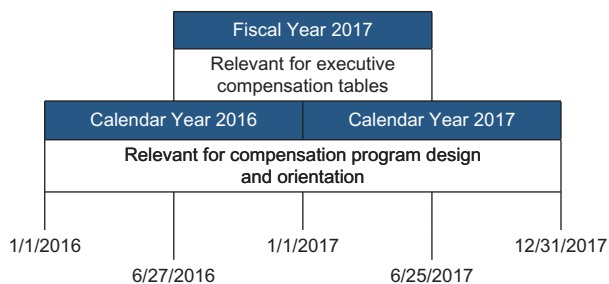 Fiscal Year 2017
Relevant for executive
compensation tables
Calendar Year 2016
Calendar Year 2017
Relevant for compensation program design
and orientation
1/1/2016
1/1/2017
12/31/2017
6/27/2016
6/25/2017